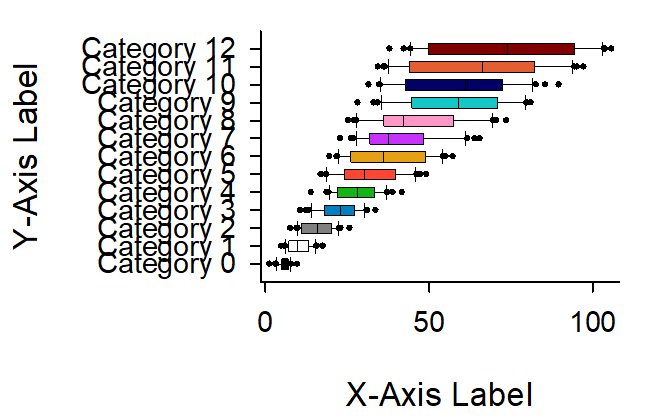 Y-Axis Label
Category 12
Category 11
Category 10
Category 9
Category 8
Category 7
Category 6
Category 5
Category 4
Category 3
Category 2
Category 1
Category 0
0 50 100
X-Axis Label